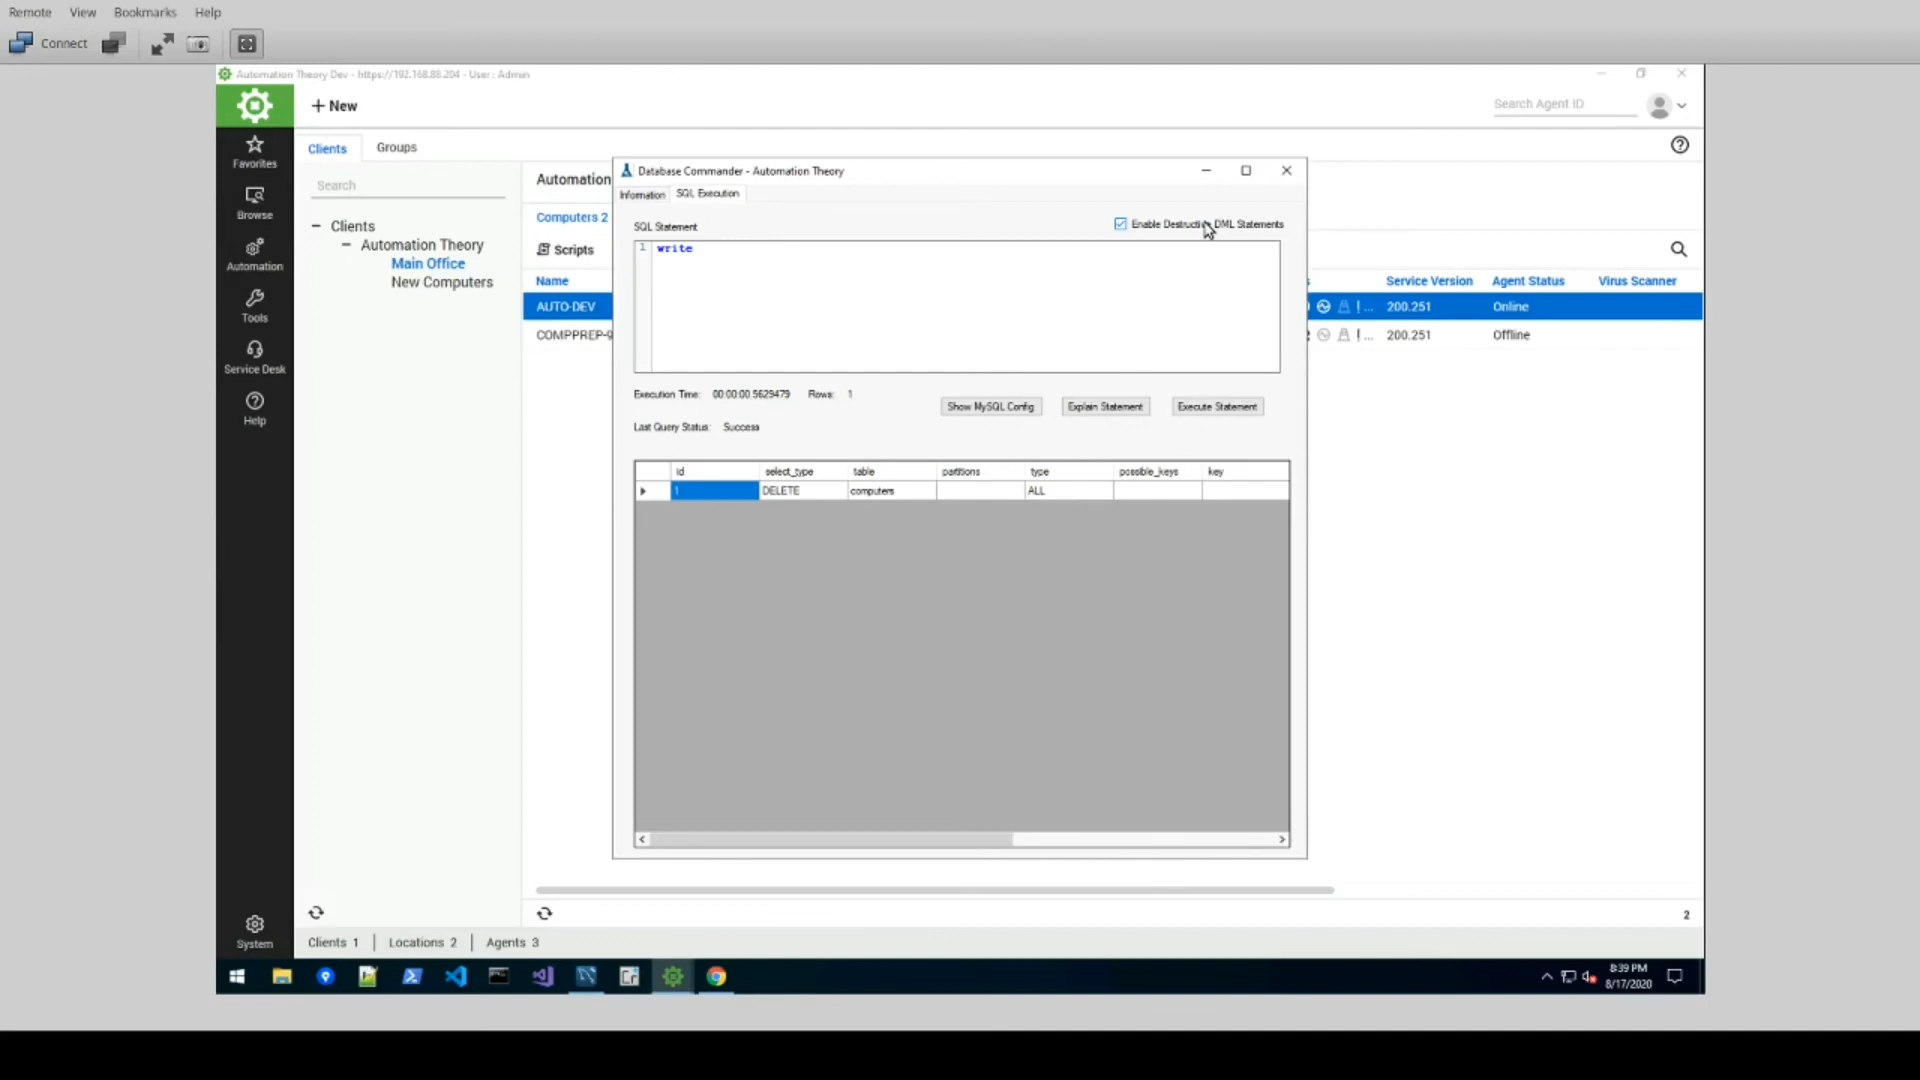 Remote View Bookmarks Help
Connect
Automation Theory Dev - https://192.168.88.204 - User : Admin
+ New
Search Agent ID
Favorites
Browse
Automation
Tools
Service Desk
Help
System
Clients Groups
Search
Clients
Automation Theory
Main Office
New Computers
Automation
Computers 2
Scripts
Name
AUTO-DEV
COMPPREP-9
Service Version Agent Status Virus Scanner
200.251 Online
200.251 Offline
Database Commander - Automation Theory
Information SQL Execution
SQL Statement
Enable Destructive DML Statements
1 write
Execution Time: 00:00:00.5629479 Rows: 1
Show MySQL Config Explain Statement Execute Statement
Last Query Status: Success
id select_type table partitions type possible_keys key
1 DELETE computers ALL
2
Clients 1 Locations 2 Agents 3
8:39 PM
8/17/2020